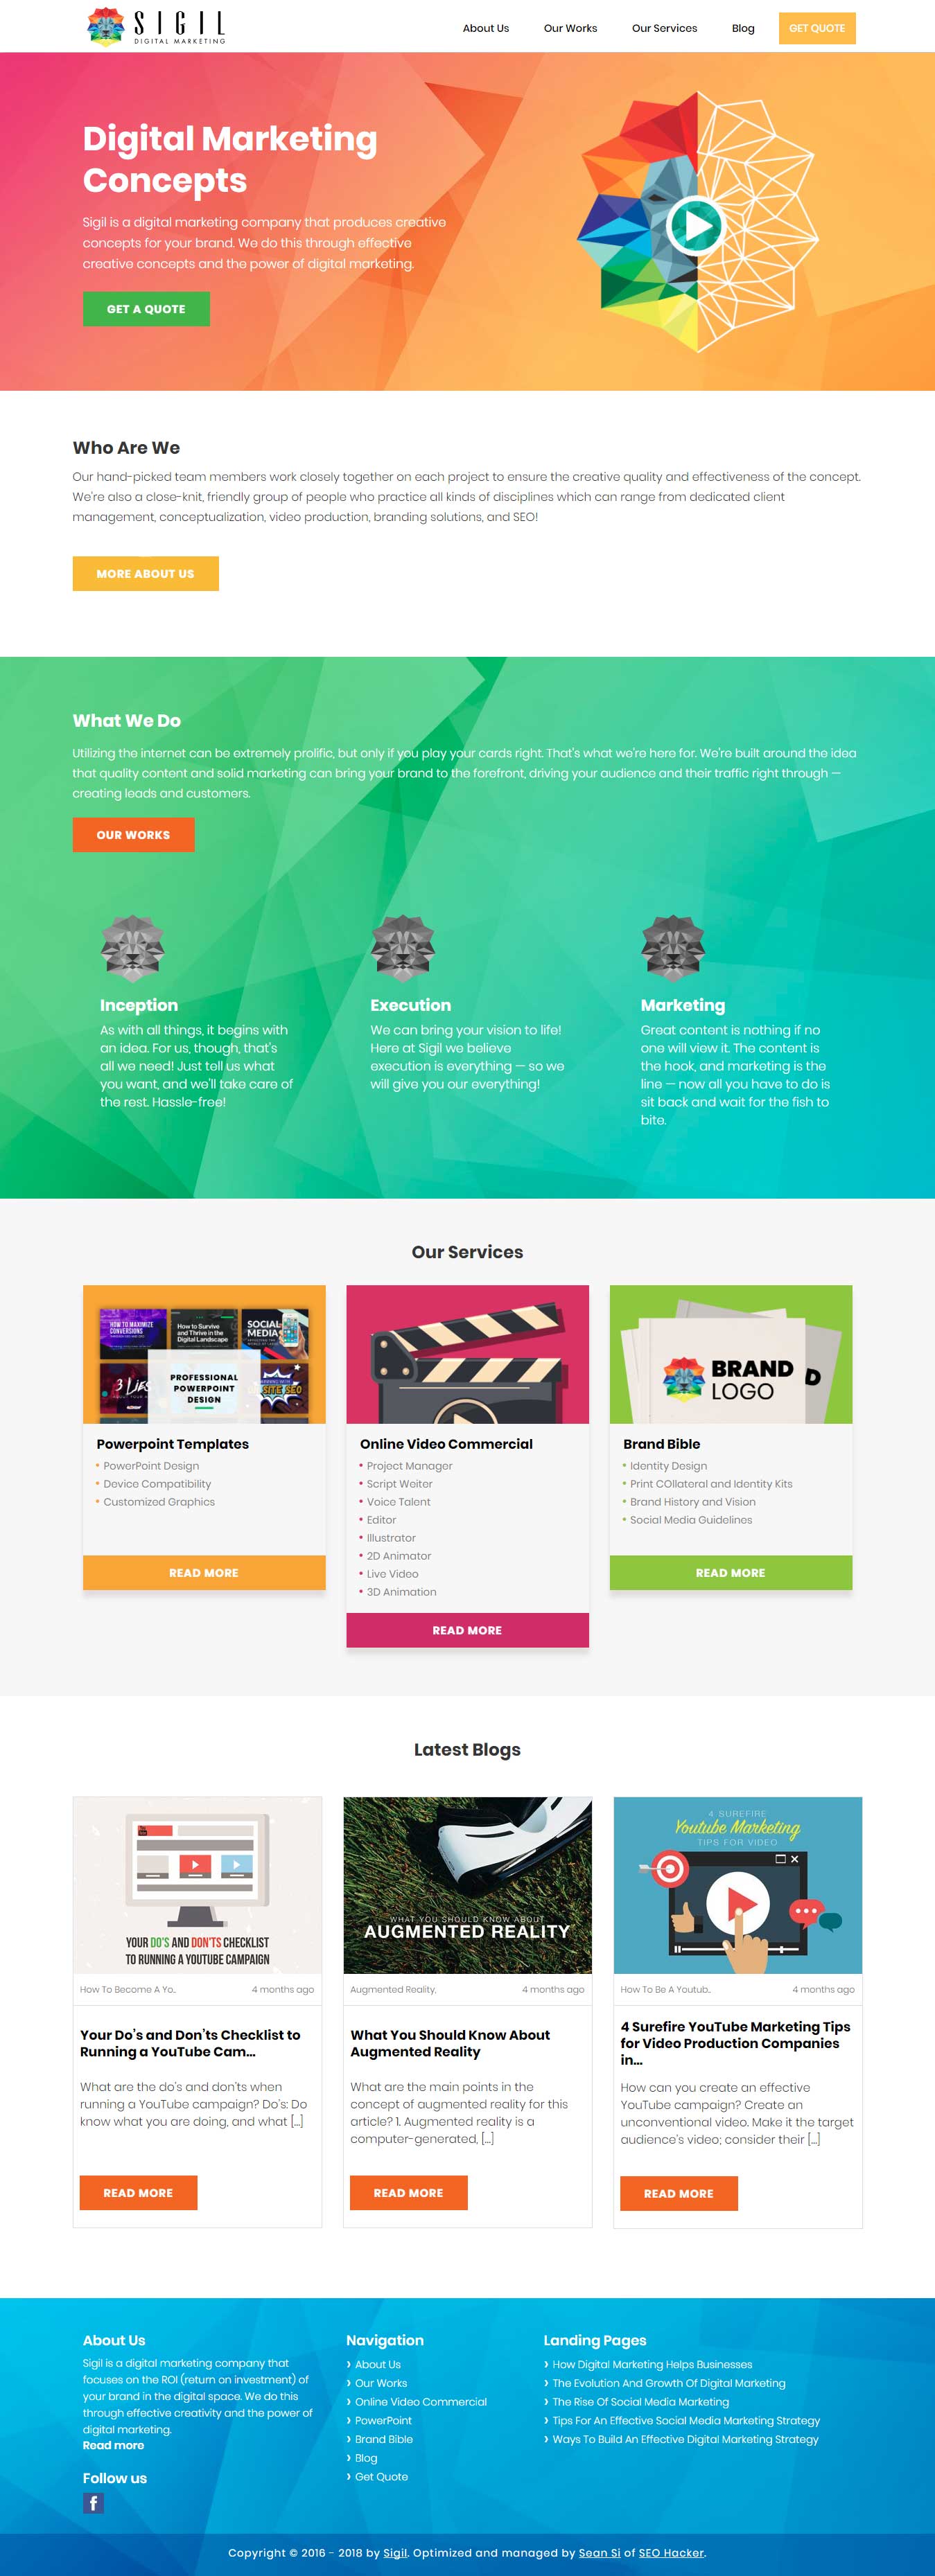 SIGIL
DIGITAL MARKETING
About Us
Our Works
Our Services
Blog
GET QUOTE
Digital Marketing
Concepts
Sigil is a digital marketing company that produces creative
concepts for your brand. We do this through effective
creative concepts and the power of digital marketing.
GET A QUOTE
Who Are We
Our hand-picked team members work closely together on each project to ensure the creative quality and effectiveness of the concept.
We're also a close-knit, friendly group of people who practice all kinds of disciplines which can range from dedicated client
management, conceptualization, video production, branding solutions, and SEO!
MORE ABOUT US
What We Do
Utilizing the internet can be extremely prolific, but only if you play your cards right. That's what we're here for. We're built around the idea
that quality content and solid marketing can bring your brand to the forefront, driving your audience and their traffic right through —
creating leads and customers.
OUR WORKS
Inception
As with all things, it begins with
an idea. For us, though, that's
all we need! Just tell us what
you want, and we'll take care of
the rest. Hassle-free!
Execution
We can bring your vision to life!
Here at Sigil we believe
execution is everything — so we
will give you our everything!
Marketing
Great content is nothing if no
one will view it. The content is
the hook, and marketing is the
line — now all you have to do is
sit back and wait for the fish to
bite.
Our Services
HOW TO MAXIMIZE
CONVERSIONS
How to Survive
and Thrive in the
Digital Landscape
SOCIAL
MEDIA
3 LIES
PROFESSIONAL
POWERPOINT
DESIGN
SITE SEO
Powerpoint Templates
• PowerPoint Design
• Device Compatibility
• Customized Graphics
READ MORE
Online Video Commercial
• Project Manager
• Script Weiter
• Voice Talent
• Editor
• Illustrator
• 2D Animator
• Live Video
• 3D Animation
READ MORE
BRAND
LOGO
D
Brand Bible
• Identity Design
• Print COllateral and Identity Kits
• Brand History and Vision
• Social Media Guidelines
READ MORE
Latest Blogs
YOUR DO'S AND DON'TS CHECKLIST
TO RUNNING A YOUTUBE CAMPAIGN
How To Become A Yo..
4 months ago
Your Do's and Don'ts Checklist to
Running a YouTube Cam...
What are the do's and don'ts when
running a YouTube campaign? Do's: Do
know what you are doing, and what [...]
READ MORE
WHAT YOU SHOULD KNOW ABOUT
AUGMENTED REALITY
Augmented Reality,
4 months ago
What You Should Know About
Augmented Reality
What are the main points in the
concept of augmented reality for this
article? 1. Augmented reality is a
computer-generated, [...]
READ MORE
4 SUREFIRE
Youtube Marketing
TIPS FOR VIDEO
How To Be A Youtub..
4 months ago
4 Surefire YouTube Marketing Tips
for Video Production Companies
in...
How can you create an effective
YouTube campaign? Create an
unconventional video. Make it the target
audience's video; consider their [...]
READ MORE
About Us
Sigil is a digital marketing company that
focuses on the ROI (return on investment) of
your brand in the digital space. We do this
through effective creativity and the power of
digital marketing.
Read more
Follow us
f
Navigation
› About Us
› Our Works
› Online Video Commercial
› PowerPoint
› Brand Bible
› Blog
› Get Quote
Landing Pages
› How Digital Marketing Helps Businesses
› The Evolution And Growth Of Digital Marketing
› The Rise Of Social Media Marketing
› Tips For An Effective Social Media Marketing Strategy
› Ways To Build An Effective Digital Marketing Strategy
Copyright © 2016 - 2018 by Sigil. Optimized and managed by Sean Si of SEO Hacker.